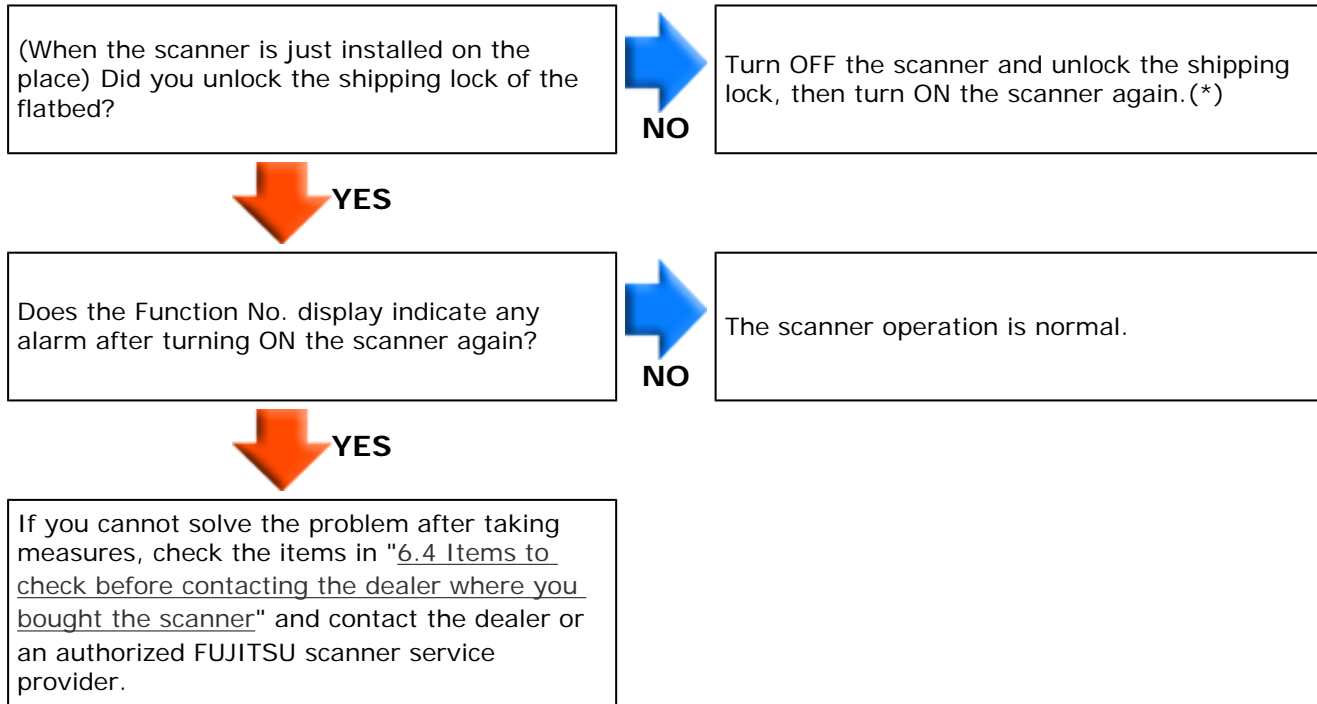 (When the scanner is just installed on the
place) Did you unlock the shipping lock of the
flatbed?
NO
Turn OFF the scanner and unlock the shipping
lock, then turn ON the scanner again.(*)
YES
Does the Function No. display indicate any
alarm after turning ON the scanner again?
NO
The scanner operation is normal.
YES
If you cannot solve the problem after taking
measures, check the items in "6.4 Items to
check before contacting the dealer where you
bought the scanner" and contact the dealer or
an authorized FUJITSU scanner service
provider.